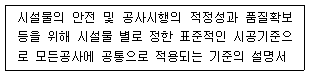 시설물의 안전 및 공사시행의 적정성과 품질확보
등을 위해 시설물 별로 정한 표준적인 시공기준으
로 모든공사에 공통으로 적용되는 기준의 설명서